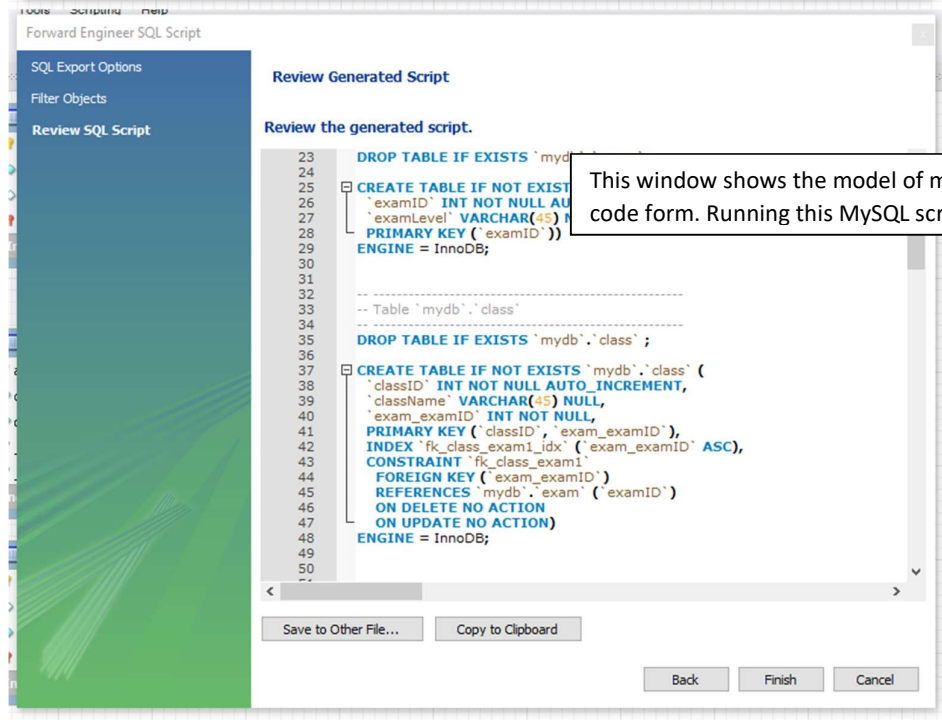 Tools Scripting Help
Forward Engineer SQL Script
SQL Export Options
Filter Objects
Review SQL Script
Review Generated Script
Review the generated script.
23 DROP TABLE IF EXISTS `myd
24
25 CREATE TABLE IF NOT EXIST
26 `examID` INT NOT NULL AU
27 `examLevel` VARCHAR(45) N
28 PRIMARY KEY (`examID`))
29 ENGINE = InnoDB;
30
31
32 -- -----------------------------------------------------
33 -- Table `mydb`.`class`
34 -- -----------------------------------------------------
35 DROP TABLE IF EXISTS `mydb`.`class` ;
36
37 CREATE TABLE IF NOT EXISTS `mydb`.`class` (
38 `classID` INT NOT NULL AUTO_INCREMENT,
39 `className` VARCHAR(45) NULL,
40 `exam_examID` INT NOT NULL,
41 PRIMARY KEY (`classID`, `exam_examID`),
42 INDEX `fk_class_exam1_idx` (`exam_examID` ASC),
43 CONSTRAINT `fk_class_exam1`
44 FOREIGN KEY (`exam_examID`)
45 REFERENCES `mydb`.`exam` (`examID`)
46 ON DELETE NO ACTION
47 ON UPDATE NO ACTION)
48 ENGINE = InnoDB;
49
50
This window shows the model of m
code form. Running this MySQL scr
Save to Other File... Copy to Clipboard
Back Finish Cancel